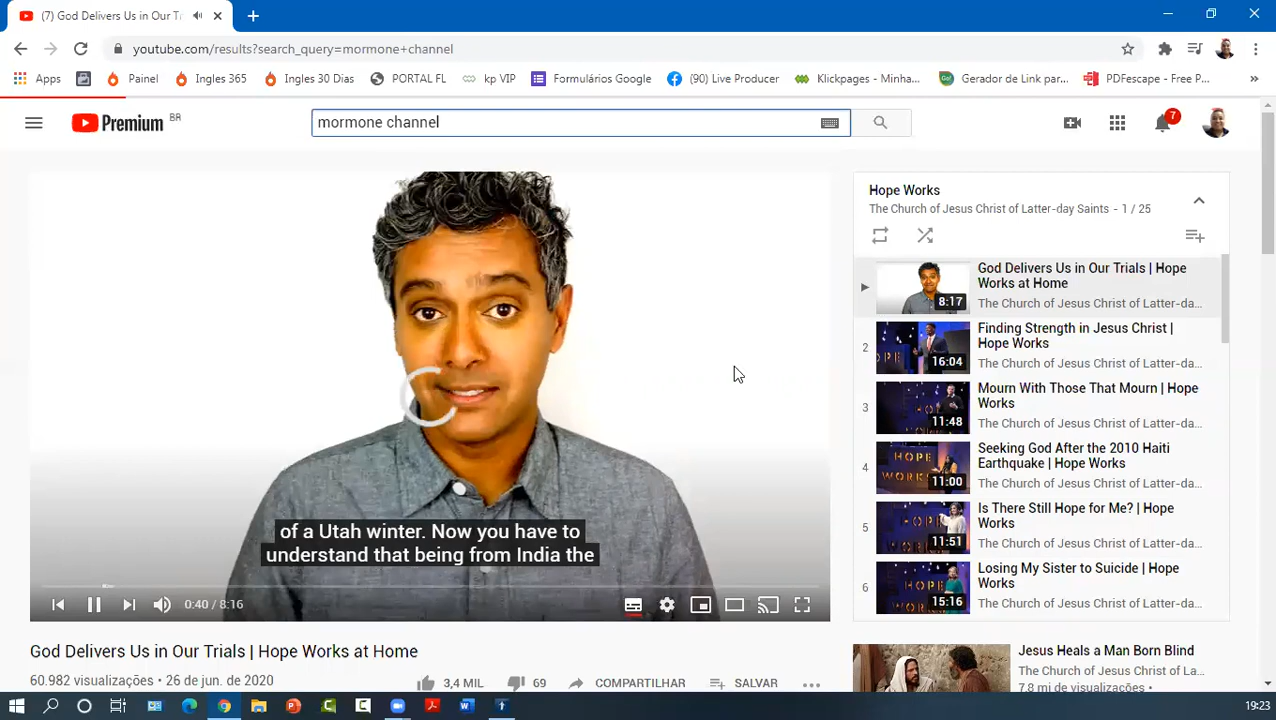 (7) God Delivers Us in Our Tr
youtube.com/results?search_query=mormone+channel
Apps
Painel
Ingles 365
Ingles 30 Dias
PORTAL FL
kp VIP
Formulários Google
(90) Live Producer
Klickpages - Minha...
Gerador de Link par...
PDFescape - Free P...
Premium BR
mormone channel
7
of a Utah winter. Now you have to
understand that being from India the
0:40 / 8:16
God Delivers Us in Our Trials | Hope Works at Home
60.982 visualizações • 26 de jun. de 2020
3,4 MIL
69
COMPARTILHAR
SALVAR
Hope Works
The Church of Jesus Christ of Latter-day Saints - 1 / 25
8:17
God Delivers Us in Our Trials | Hope
Works at Home
The Church of Jesus Christ of Latter-da...
2
HOPE
16:04
Finding Strength in Jesus Christ |
Hope Works
The Church of Jesus Christ of Latter-da...
3
11:48
Mourn With Those That Mourn | Hope
Works
The Church of Jesus Christ of Latter-da...
4
HOPE
WORKS
11:00
Seeking God After the 2010 Haiti
Earthquake | Hope Works
The Church of Jesus Christ of Latter-da...
5
11:51
Is There Still Hope for Me? | Hope
Works
The Church of Jesus Christ of Latter-da...
6
15:16
Losing My Sister to Suicide | Hope
Works
The Church of Jesus Christ of Latter-da...
Jesus Heals a Man Born Blind
The Church of Jesus Christ of La...
7,8 mi de visualizações •
19:23